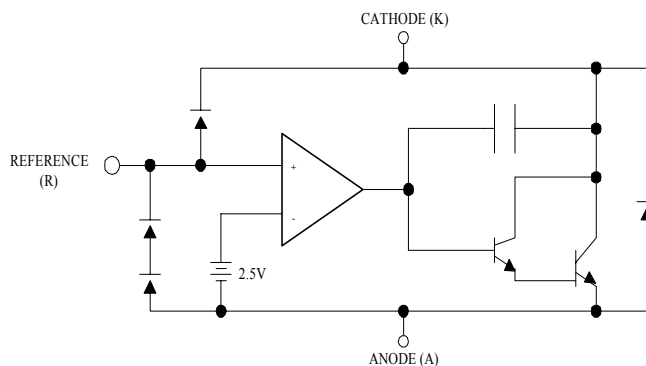 CATHODE (K)
REFERENCE
(R)
+
-
2.5V
ANODE (A)